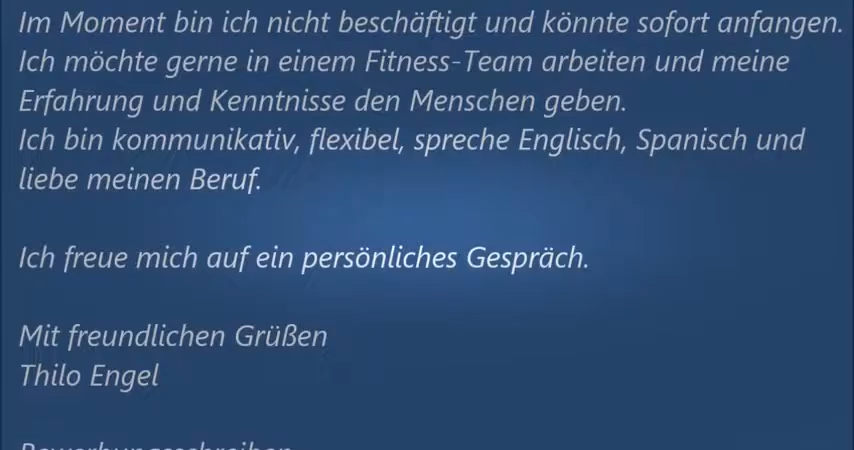 Im Moment bin ich nicht beschäftigt und könnte sofort anfangen.
Ich möchte gerne in einem Fitness-Team arbeiten und meine
Erfahrung und Kenntnisse den Menschen geben.
Ich bin kommunikativ, flexibel, spreche Englisch, Spanisch und
liebe meinen Beruf.
Ich freue mich auf ein persönliches Gespräch.
Mit freundlichen Grüßen
Thilo Engel
Bewerbungsschreiben